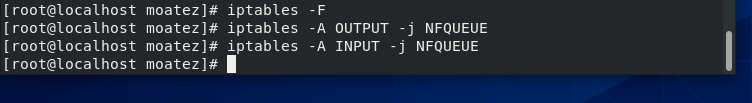 [root@localhost moatez]# iptables -F
[root@localhost moatez]# iptables -A OUTPUT -j NFQUEUE
[root@localhost moatez]# iptables -A INPUT -j NFQUEUE
[root@localhost moatez]#